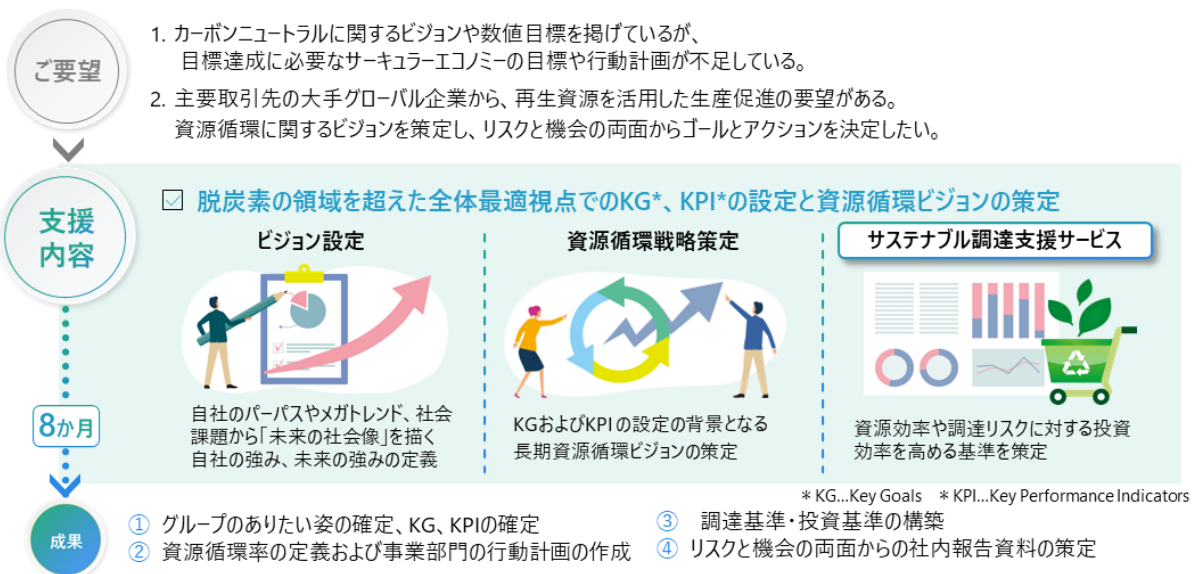 ご要望
1. カーボンニュートラルに関するビジョンや数値目標を掲げているが、
目標達成に必要なサーキュラーエコノミーの目標や行動計画が不足している。
2. 主要取引先の大手グローバル企業から、再生資源を活用した生産促進の要望がある。
資源循環に関するビジョンを策定し、リスクと機会の両面からゴールとアクションを決定したい。
支援
内容
☑ 脱炭素の領域を超えた全体最適視点でのKG*、KPI*の設定と資源循環ビジョンの策定
ビジョン設定
自社のパーパスやメガトレンド、社会
課題から「未来の社会像」を描く
自社の強み、未来の強みの定義
資源循環戦略策定
KGおよびKPIの設定の背景となる
長期資源循環ビジョンの策定
サステナブル調達支援サービス
資源効率や調達リスクに対する投資
効率を高める基準を策定
8か月
* KG…Key Goals * KPI…Key Performance Indicators
成果
① グループのありたい姿の確定、KG、KPIの確定
② 資源循環率の定義および事業部門の行動計画の作成
③ 調達基準・投資基準の構築
④ リスクと機会の両面からの社内報告資料の策定